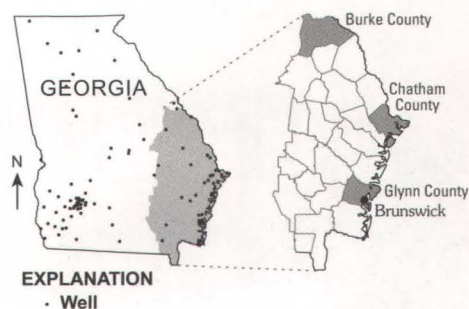 Burke County
GEORGIA
Chatham
County
N
Glynn County
Brunswick
EXPLANATION
Well